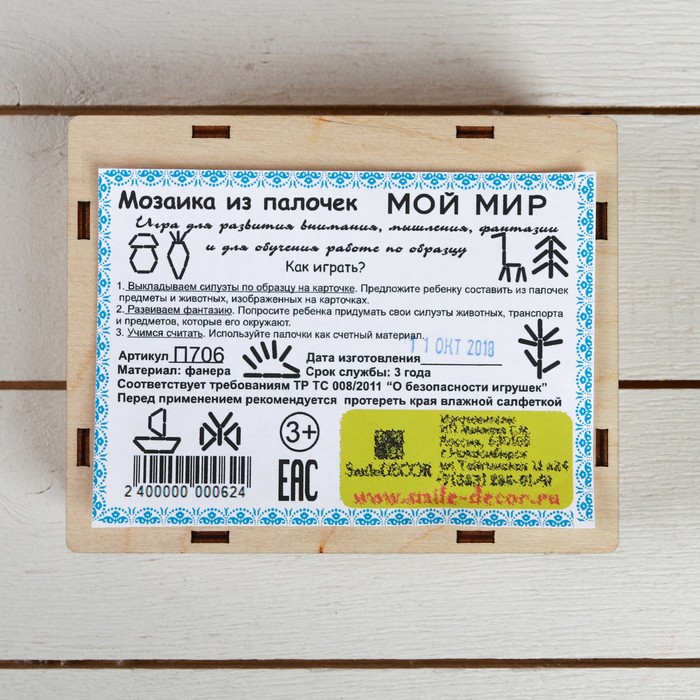 Мозаика из палочек МОЙ МИР
Игра для развития внимания, мышления, фантазии
и для обучения работе по образцу
Как играть?
1. Выкладываем силуэты по образцу на карточке. Предложите ребенку составить из палочек
предметы и животных, изображенных на карточках.
2. Развиваем фантазию. Попросите ребенка придумать свои силуэты животных, транспорта
и предметов, которые его окружают.
3. Учимся считать. Используйте палочки как счетный материал.
Артикул П706
Дата изготовления 11 ОКТ 2018
Материал: фанера
Срок службы: 3 года
Соответствует требованиям ТР ТС 008/2011 “О безопасности игрушек”
Перед применением рекомендуется протереть края влажной салфеткой
3+
EAC
2 400000 000624
SmileDECOR
Изготовитель:
Россия,
г.Новосибирск
www.smile-decor.ru